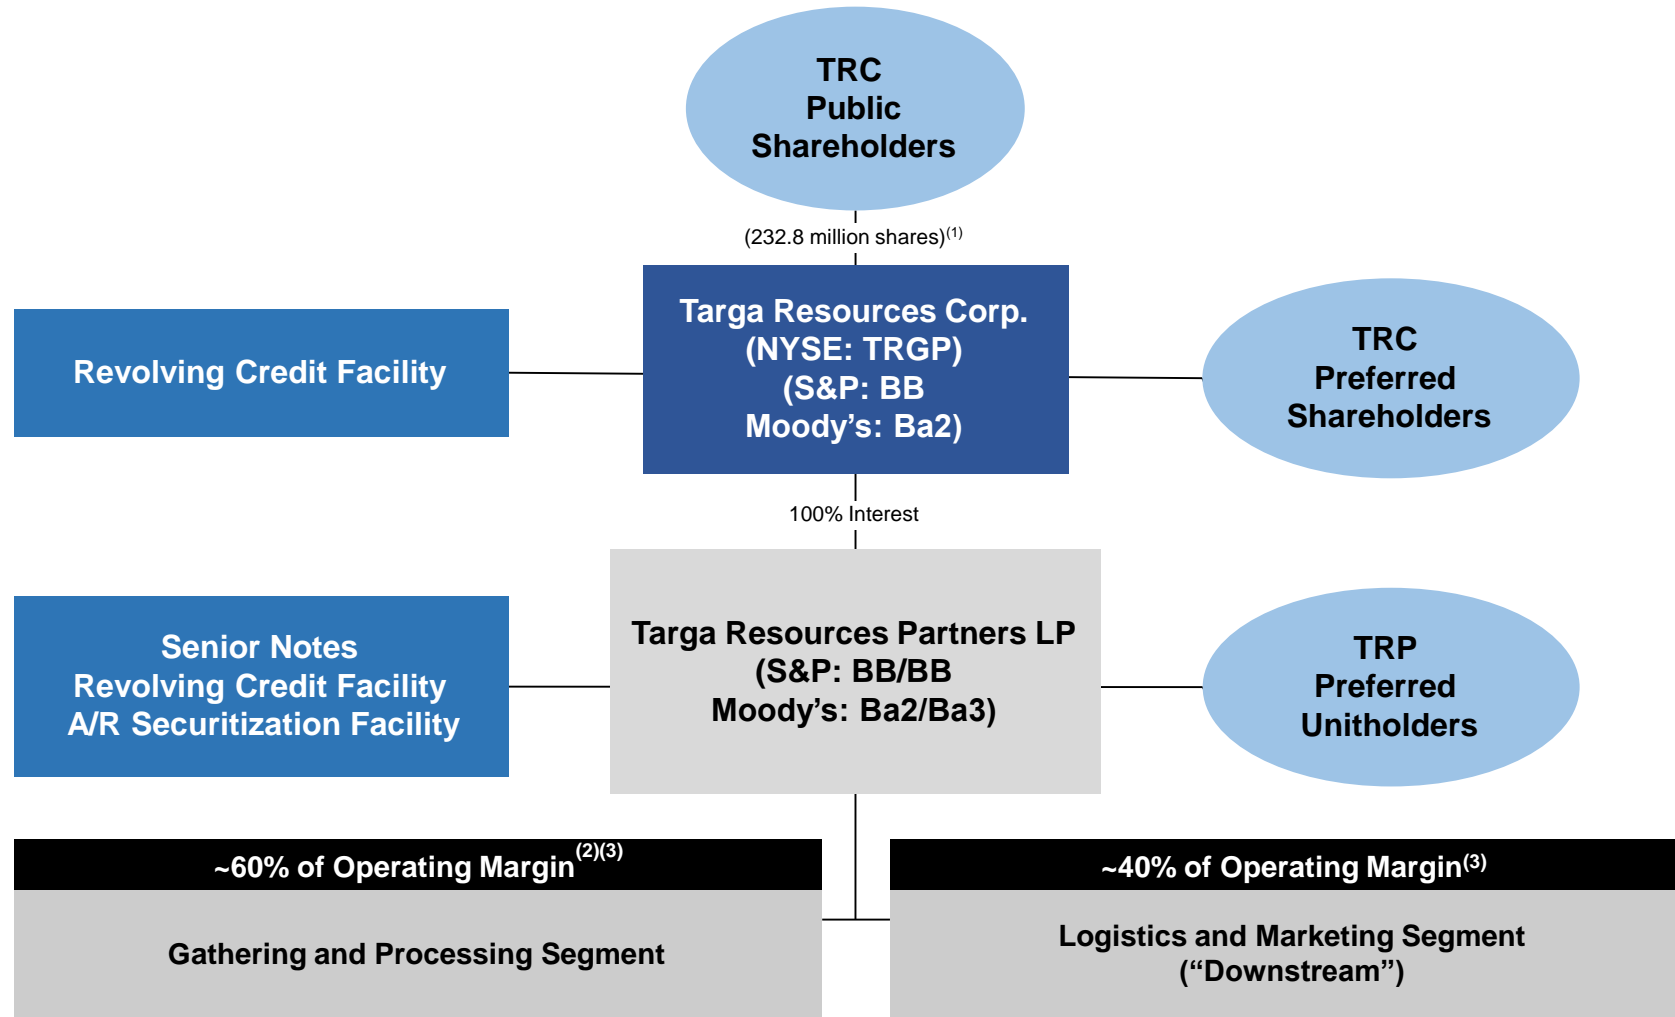 TRC
Public
Shareholders
(232.8 million shares)(1)
Targa Resources Corp.
(NYSE: TRGP)
(S&P: BB
Moody’s: Ba2)
Revolving Credit Facility
TRC
Preferred
Shareholders
100% Interest
Senior Notes
Revolving Credit Facility
A/R Securitization Facility
Targa Resources Partners LP
(S&P: BB/BB
Moody’s: Ba2/Ba3)
TRP
Preferred
Unitholders
~60% of Operating Margin(2)(3)
Gathering and Processing Segment
~40% of Operating Margin(3)
Logistics and Marketing Segment
(“Downstream”)